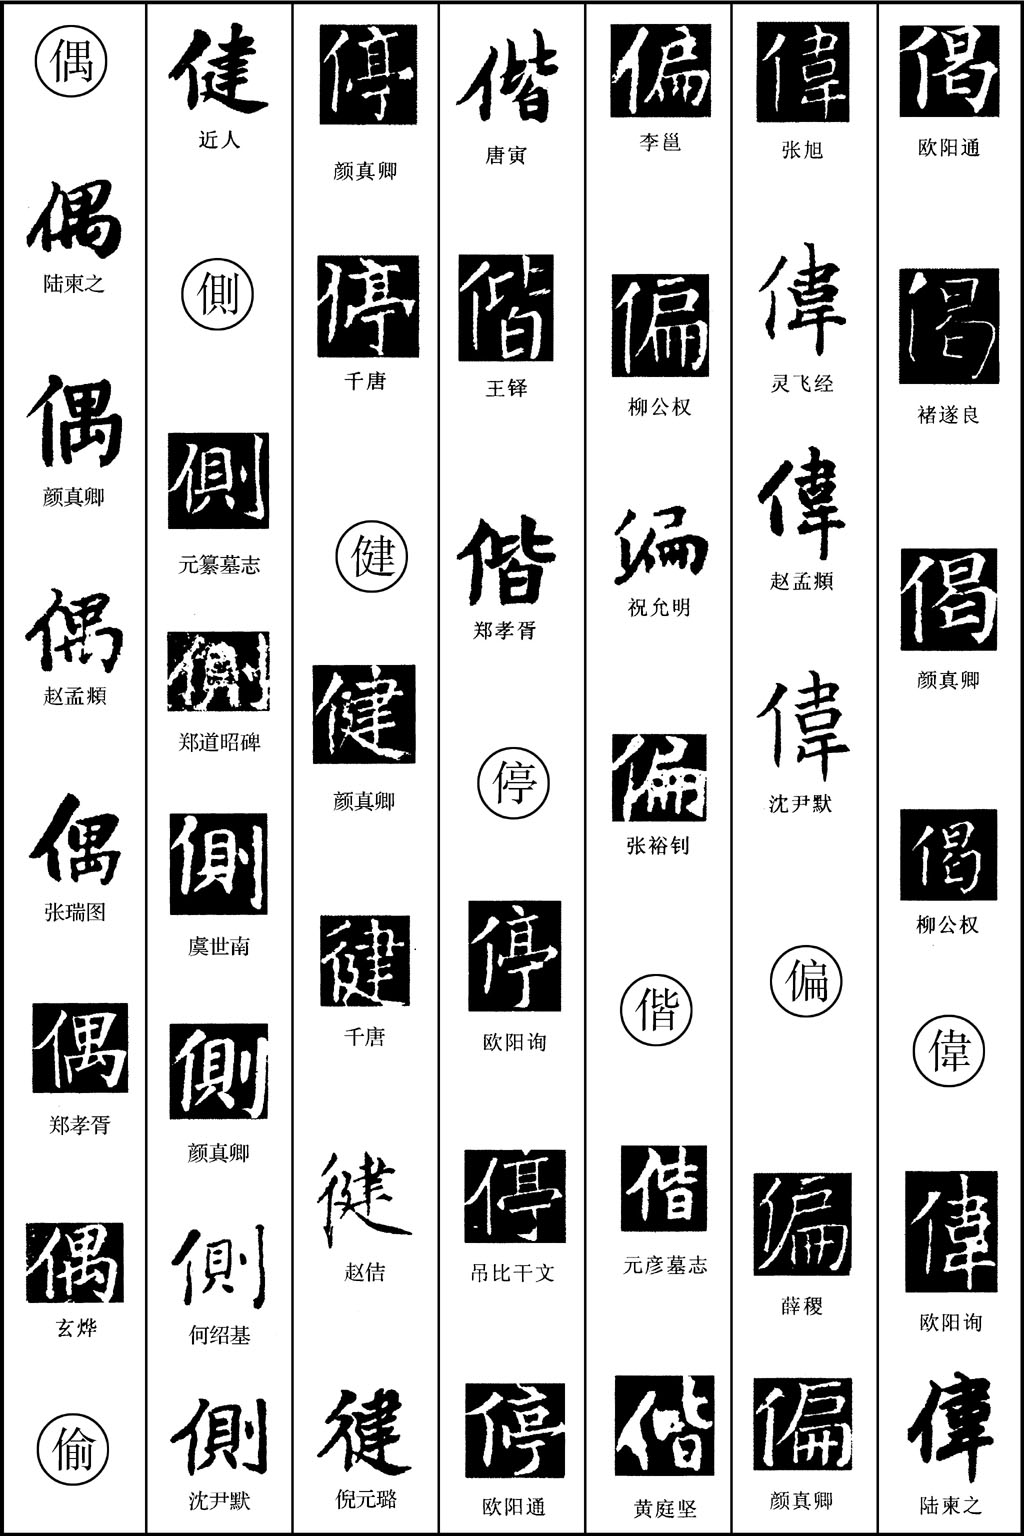 偈
欧阳通
偈
褚遂良
偈
颜真卿
偈
柳公权
偉
偉
欧阳询
偉
陆柬之
偉
张旭
偉
灵飞经
偉
赵孟頫
偉
沈尹默
偏
偏
薛稷
偏
颜真卿
偏
李邕
偏
柳公权
偏
祝允明
偏
张裕钊
偕
偕
元彦墓志
偕
黄庭坚
偕
唐寅
偕
王铎
偕
郑孝胥
停
停
欧阳询
停
吊比干文
停
欧阳通
停
颜真卿
停
千唐
健
健
颜真卿
健
千唐
健
赵佶
健
倪元璐
健
近人
側
側
元纂墓志
側
郑道昭碑
側
虞世南
側
颜真卿
側
何绍基
側
沈尹默
偶
偶
陆柬之
偶
颜真卿
偶
赵孟頫
偶
张瑞图
偶
郑孝胥
偶
玄烨
偷